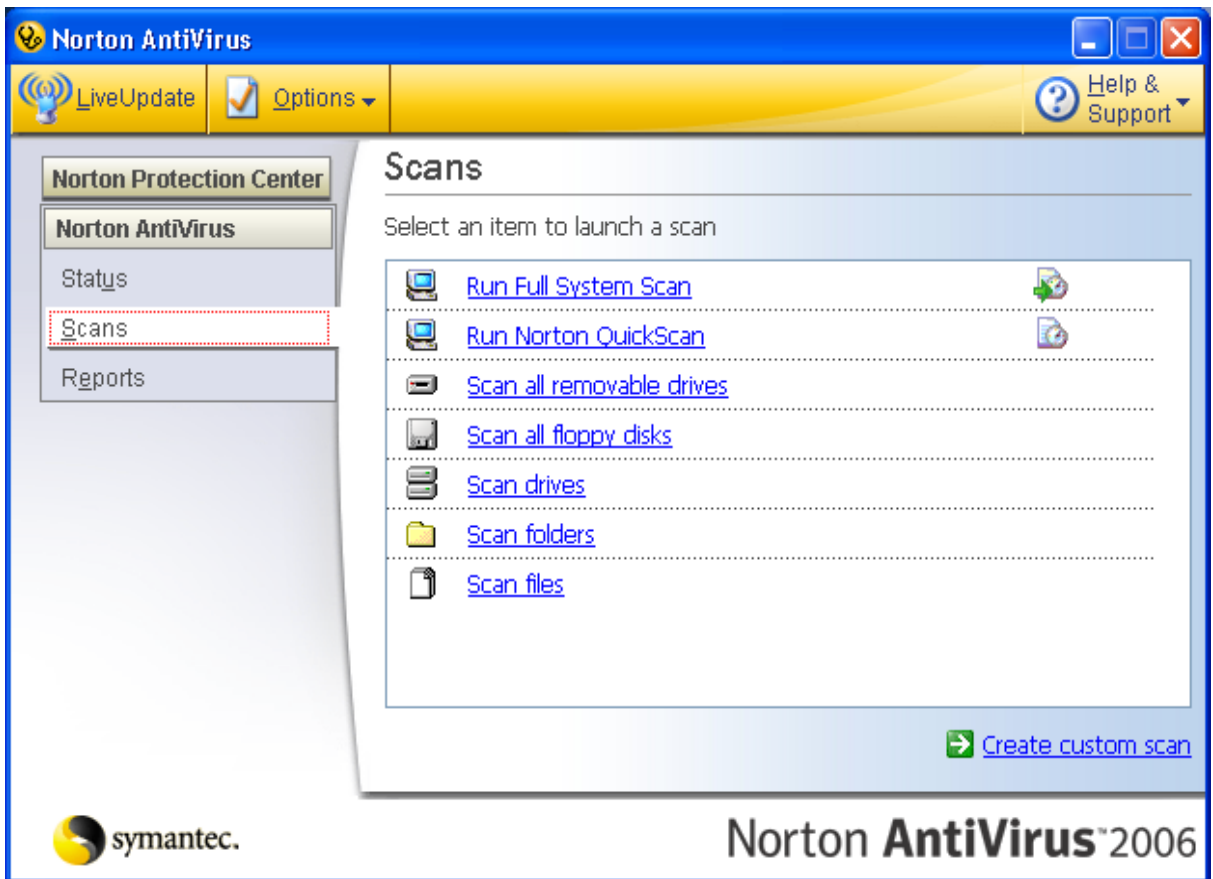 Norton AntiVirus
LiveUpdate
Options
Help &
Support
Norton Protection Center
Norton AntiVirus
Status
Scans
Reports
Scans
Select an item to launch a scan
Run Full System Scan
Run Norton QuickScan
Scan all removable drives
Scan all floppy disks
Scan drives
Scan folders
Scan files
Create custom scan
symantec.
Norton AntiVirus™2006